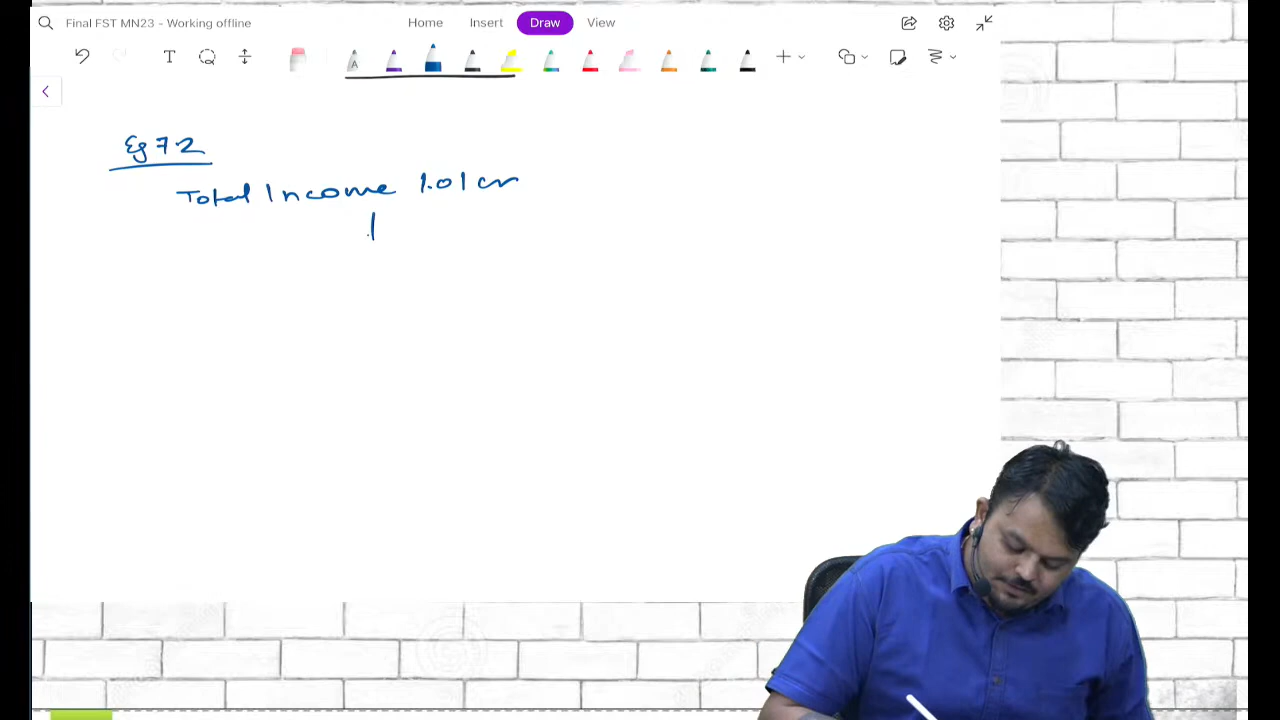 Final FST MN23 - Working offline
Home Insert Draw View
T
A
Eg 72
Total Income 1.01 cr